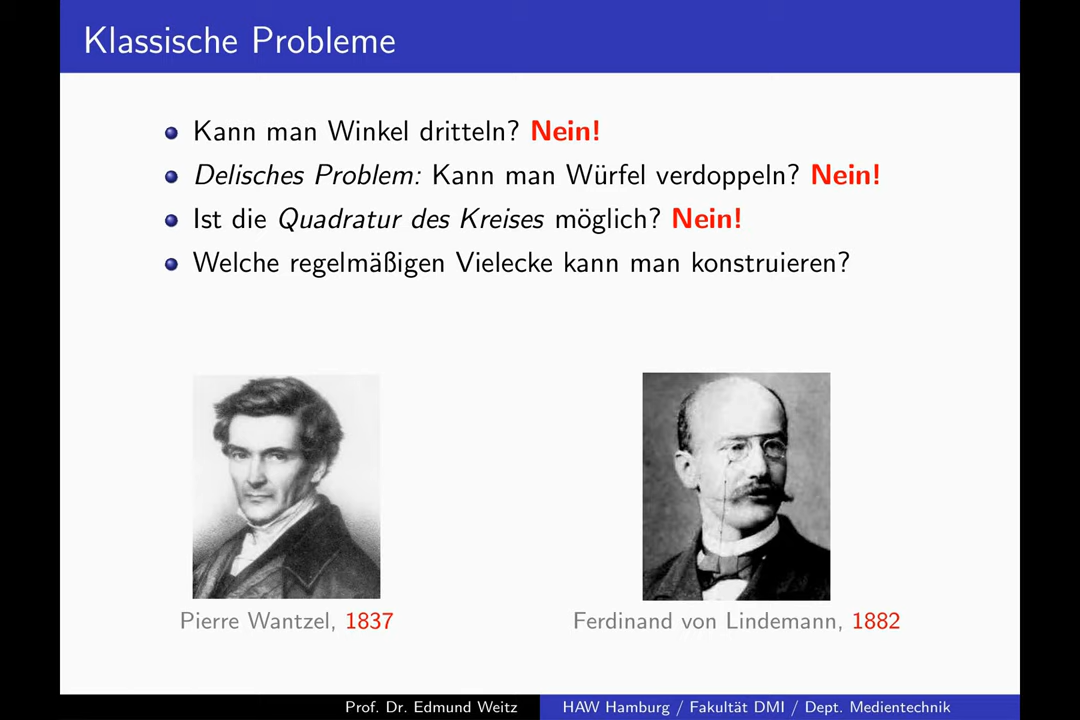 Klassische Probleme
Kann man Winkel dritteln? Nein!
Delisches Problem: Kann man Würfel verdoppeln? Nein!
Ist die Quadratur des Kreises möglich? Nein!
Welche regelmäßigen Vielecke kann man konstruieren?
Pierre Wantzel, 1837
Ferdinand von Lindemann, 1882
Prof. Dr. Edmund Weitz
HAW Hamburg / Fakultät DMI / Dept. Medientechnik